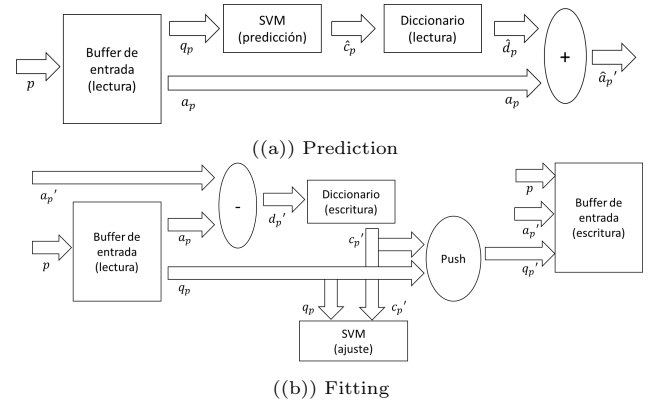 SVM
(predicción)
Diccionario
(lectura)
Buffer de
entrada
(lectura)
p
q_p
ĉ_p
d̂_p
+
â_p'
a_p
a_p
((a)) Prediction
a_p'
-
d_p'
Diccionario
(escritura)
p
Buffer de
entrada
(escritura)
a_p'
q_p'
Buffer de
entrada
(lectura)
p
a_p
c_p'
Push
q_p
q_p
c_p'
SVM
(ajuste)
((b)) Fitting